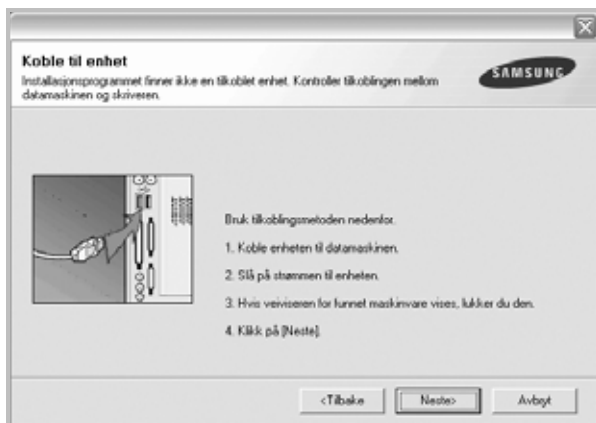 Koble til enhet
Installasjonsprogrammet finner ikke en tilkoblet enhet. Kontroller tilkoblingen mellom
datamaskinen og skriveren.
SAMSUNG
Bruk tilkoblingsmetoden nedenfor.
1. Koble enheten til datamaskinen.
2. Slå på strømmen til enheten.
3. Hvis veiviseren for funnet maskinvare vises, lukker du den.
4. Klikk på [Neste].
<Tilbake
Neste>
Avbryt